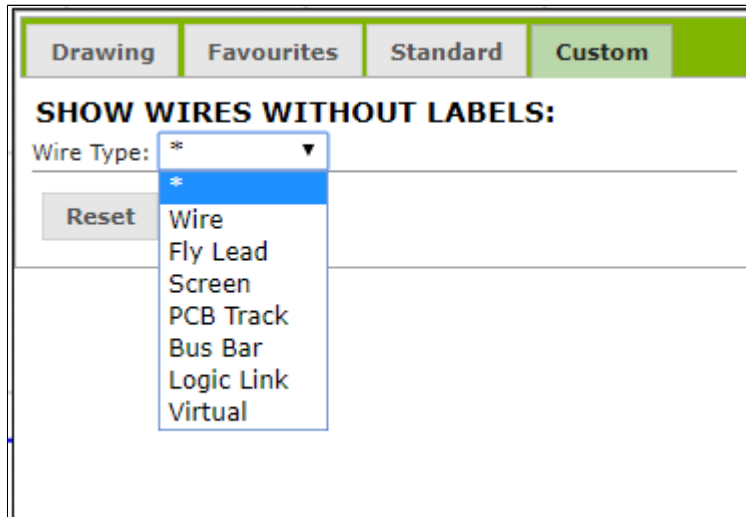 Drawing Favourites Standard Custom
SHOW WIRES WITHOUT LABELS:
Wire Type: *
*
Reset
Wire
Fly Lead
Screen
PCB Track
Bus Bar
Logic Link
Virtual